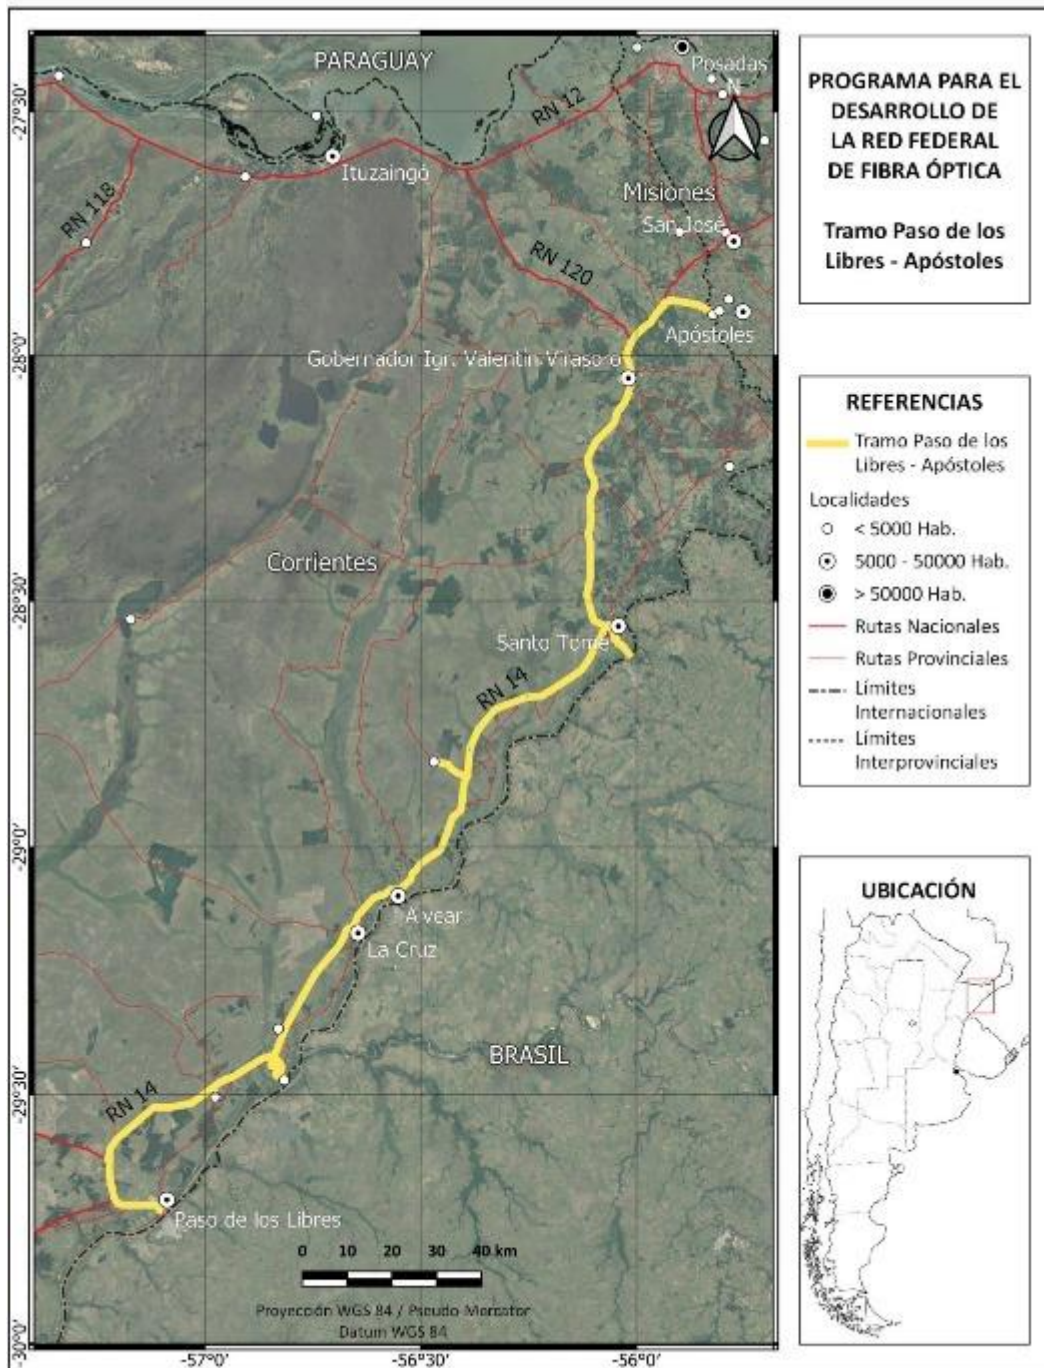 PARAGUAY
Posadas
N
RN 12
Ituzaingó
Misiones
RN 118
San José
RN 120
Apóstoles
Gobernador Igr. Valentín Virasoro
Corrientes
Santo Tomé
RN 14
Alvear
La Cruz
BRASIL
RN 14
Paso de los Libres
0 10 20 30 40 km
Proyección WGS 84 / Pseudo Mercator
Datum WGS 84
-27°30'
-28°0'
-28°30'
-29°0'
-29°30'
-30°0'
-57°0' -56°30' -56°0'
PROGRAMA PARA EL
DESARROLLO DE
LA RED FEDERAL
DE FIBRA ÓPTICA
Tramo Paso de los
Libres - Apóstoles
REFERENCIAS
Tramo Paso de los
Libres - Apóstoles
Localidades
< 5000 Hab.
5000 - 50000 Hab.
> 50000 Hab.
Rutas Nacionales
Rutas Provinciales
Límites
Internacionales
Límites
Interprovinciales
UBICACIÓN